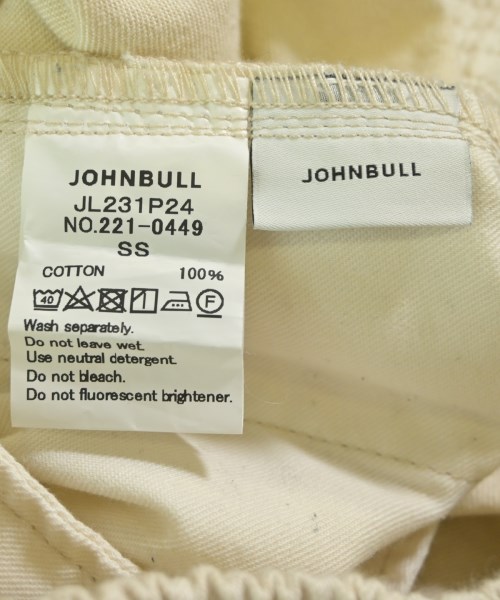 JOHNBULL
JL231P24
NO.221-0449
SS
COTTON 100%
40 F
Wash separately.
Do not leave wet.
Use neutral detergent.
Do not bleach.
Do not fluorescent brightener.
JOHNBULL